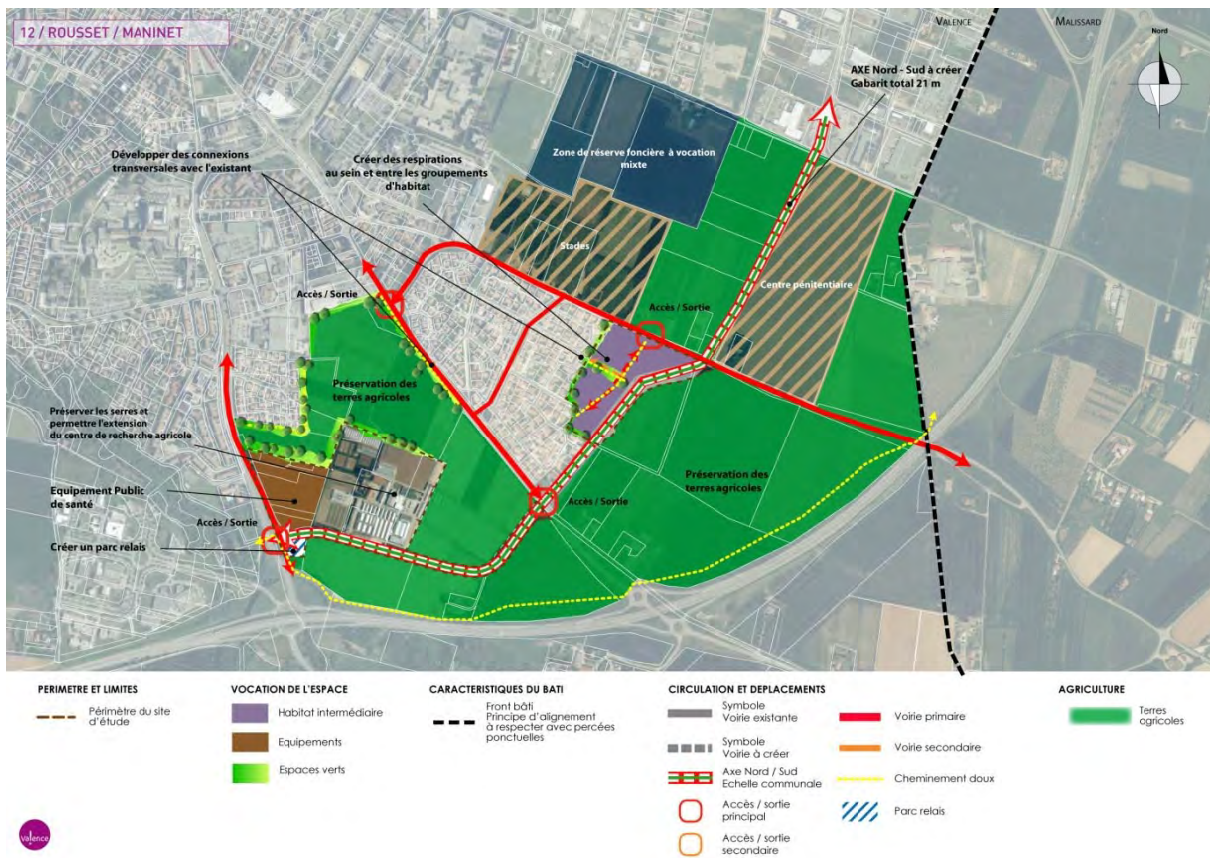 12 / ROUSSET / MANINET
VALENCE
MALISSARD
Nord
AXE Nord - Sud à créer
Gabarit total 21 m
Développer des connexions
transversales avec l'existant
Créer des respirations
au sein et entre les groupements
d'habitat
Zone de réserve foncière à vocation
mixte
Stades
Centre pénitentiaire
Accès / Sortie
Accès / Sortie
Préservation des
terres agricoles
Préserver les serres et
permettre l'extension
du centre de recherche agricole
Préservation des
terres agricoles
Equipement Public
de santé
Accès / Sortie
Accès / Sortie
Créer un parc relais
PERIMETRE ET LIMITES
Périmètre du site
d'étude
VOCATION DE L'ESPACE
Habitat intermédiaire
Equipements
Espaces verts
CARACTERISTIQUES DU BATI
Front bâti
Principe d'alignement
à respecter avec percées
ponctuelles
CIRCULATION ET DEPLACEMENTS
Symbole
Voirie existante
Symbole
Voirie à créer
Axe Nord / Sud
Echelle communale
Accès / sortie
principal
Accès / sortie
secondaire
Voirie primaire
Voirie secondaire
Cheminement doux
Parc relais
AGRICULTURE
Terres
agricoles
valence